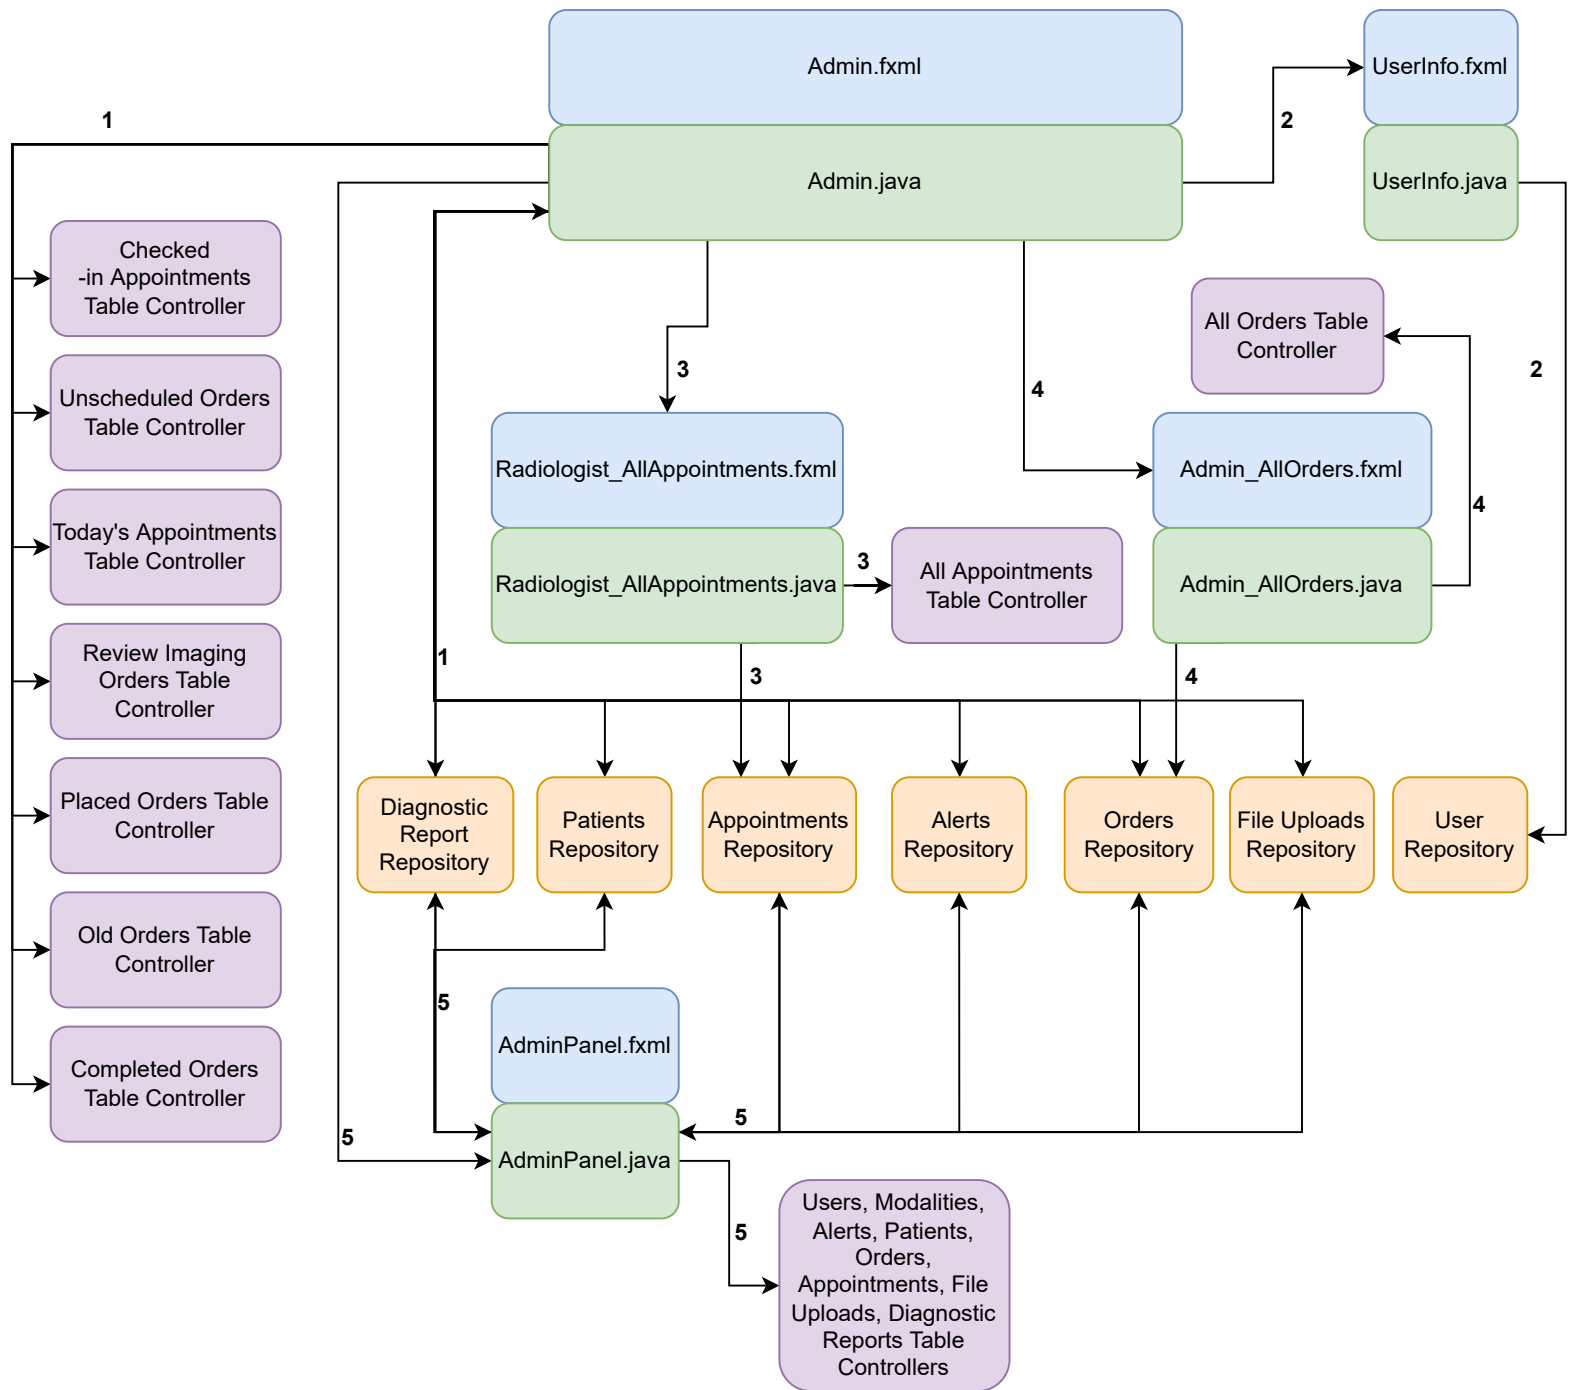 Admin.fxml
UserInfo.fxml
1
2
Admin.java
UserInfo.java
Checked
-in Appointments
Table Controller
All Orders Table
Controller
3
4
2
Unscheduled Orders
Table Controller
Radiologist_AllAppointments.fxml
Admin_AllOrders.fxml
4
Today's Appointments
Table Controller
Radiologist_AllAppointments.java
3
All Appointments
Table Controller
Admin_AllOrders.java
Review Imaging
Orders Table
Controller
1
3
4
Placed Orders Table
Controller
Diagnostic
Report
Repository
Patients
Repository
Appointments
Repository
Alerts
Repository
Orders
Repository
File Uploads
Repository
User
Repository
Old Orders Table
Controller
5
AdminPanel.fxml
Completed Orders
Table Controller
5
5
AdminPanel.java
5
Users, Modalities,
Alerts, Patients,
Orders,
Appointments, File
Uploads, Diagnostic
Reports Table
Controllers